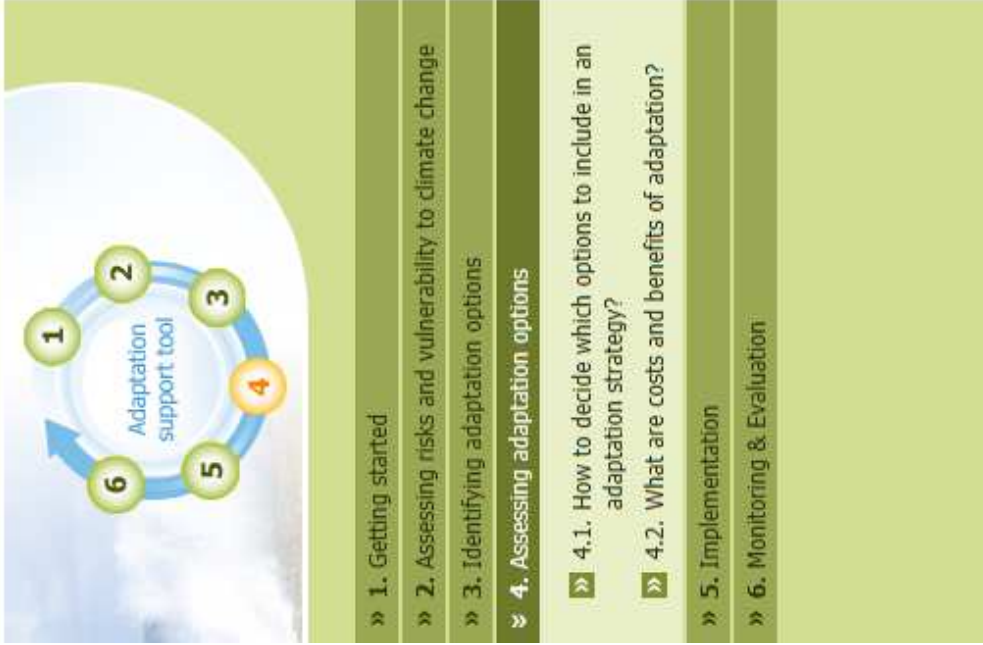 1
2
3
4
5
6
Adaptation
support tool
» 1. Getting started
» 2. Assessing risks and vulnerability to climate change
» 3. Identifying adaptation options
» 4. Assessing adaptation options
» 4.1. How to decide which options to include in an
adaptation strategy?
» 4.2. What are costs and benefits of adaptation?
» 5. Implementation
» 6. Monitoring & Evaluation